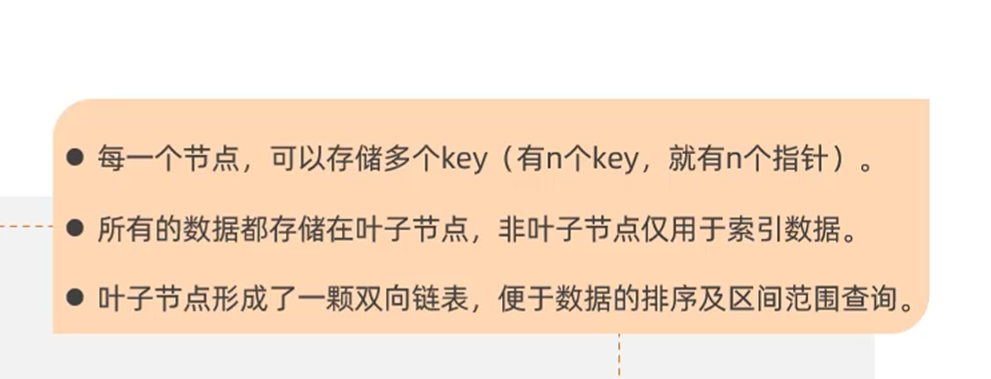 ● 每一个节点，可以存储多个key（有n个key，就有n个指针）。
● 所有的数据都存储在叶子节点，非叶子节点仅用于索引数据。
● 叶子节点形成了一颗双向链表，便于数据的排序及区间范围查询。